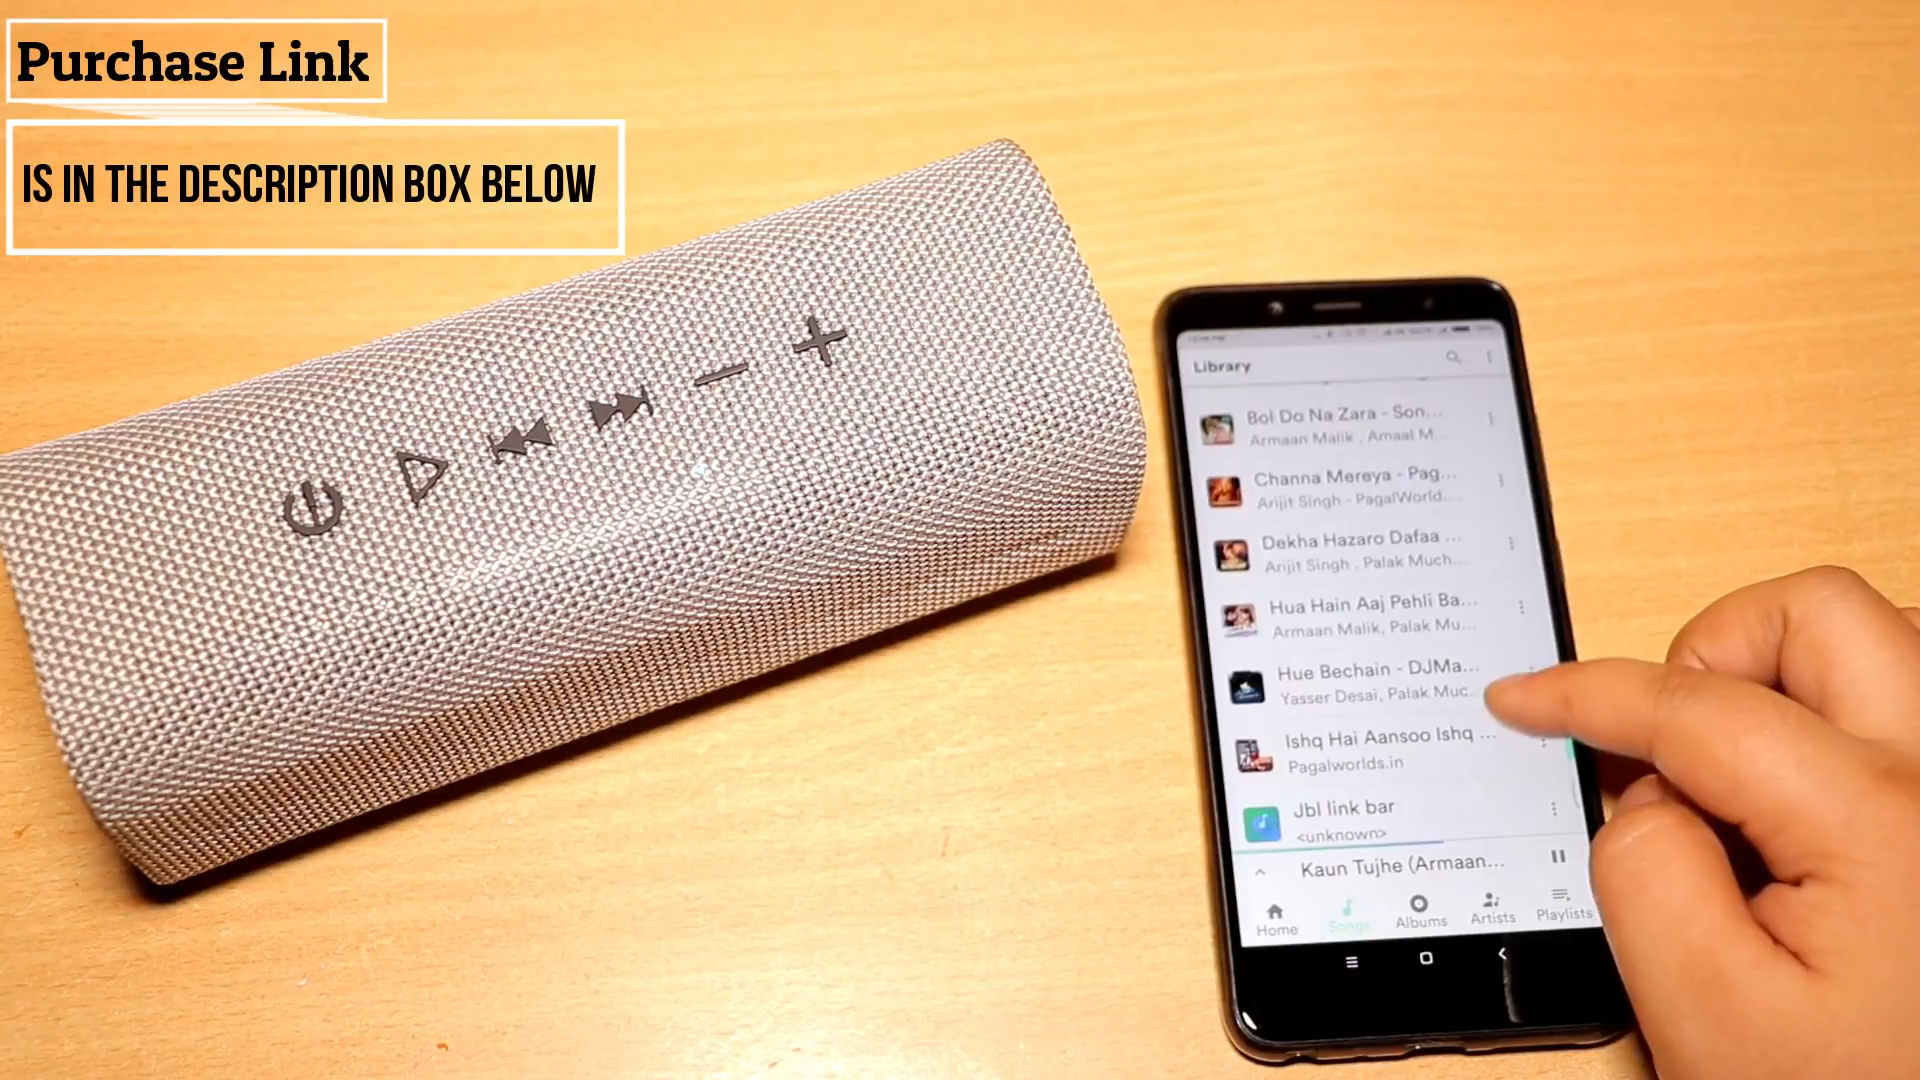 Purchase Link
IS IN THE DESCRIPTION BOX BELOW
Library
Bol Do Na Zara - Son...
Armaan Malik , Amaal M...
Channa Mereya - Pag...
Arijit Singh - PagalWorld....
Dekha Hazaro Dafaa ...
Arijit Singh , Palak Much...
Hua Hain Aaj Pehli Ba...
Armaan Malik, Palak Mu...
Hue Bechain - DJMa...
Yasser Desai, Palak Muc...
Ishq Hai Aansoo Ishq ...
Pagalworlds.in
Jbl link bar
<unknown>
Kaun Tujhe (Armaan...
Home Songs Albums Artists Playlists